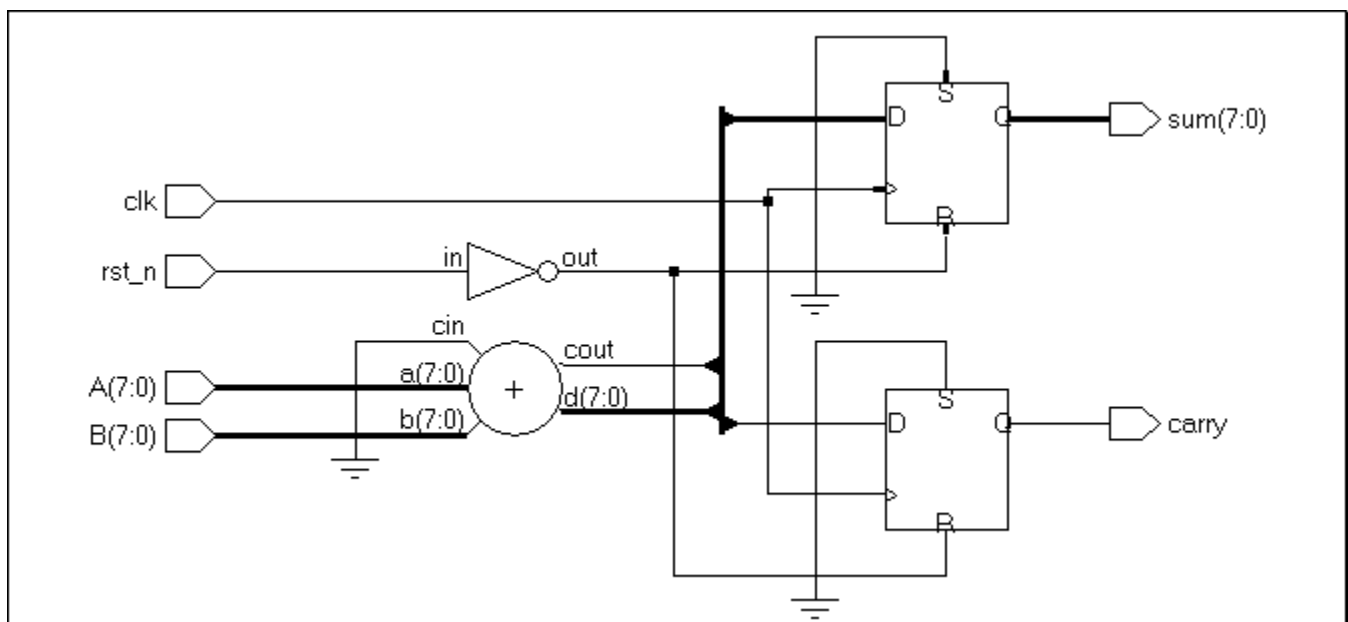 S
D
Q
sum(7:0)
clk
R
rst_n
in
out
cin
cout
A(7:0)
a(7:0)
+
d(7:0)
B(7:0)
b(7:0)
S
D
Q
carry
R